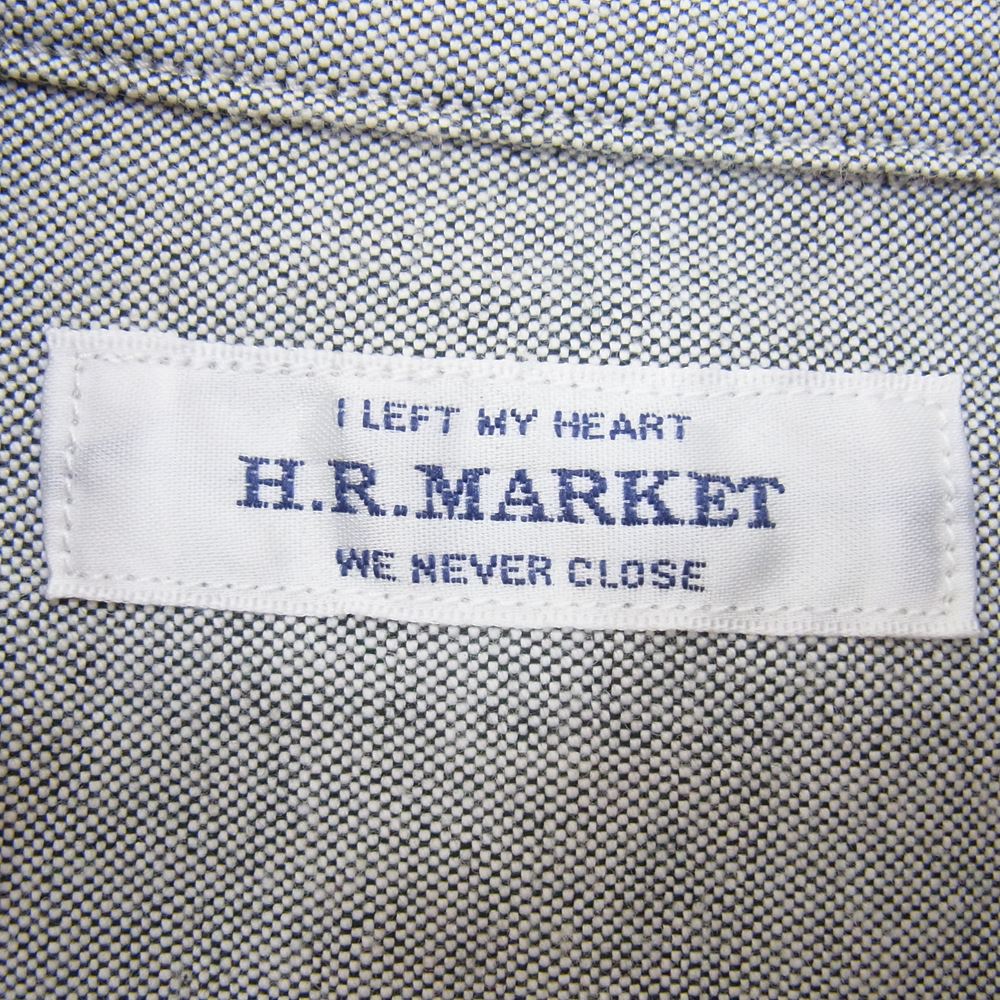 I LEFT MY HEART
H.R.MARKET
WE NEVER CLOSE